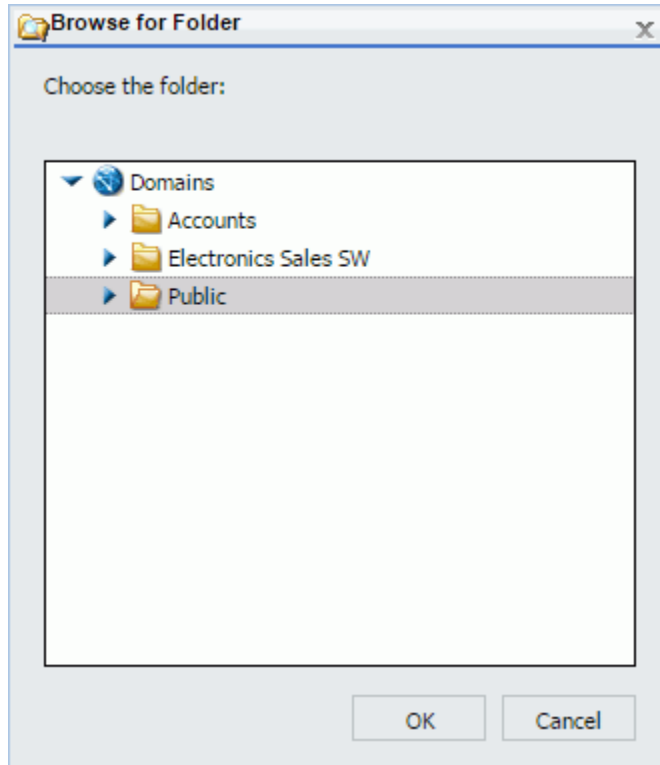 Browse for Folder
Choose the folder:
Domains
Accounts
Electronics Sales SW
Public
OK Cancel